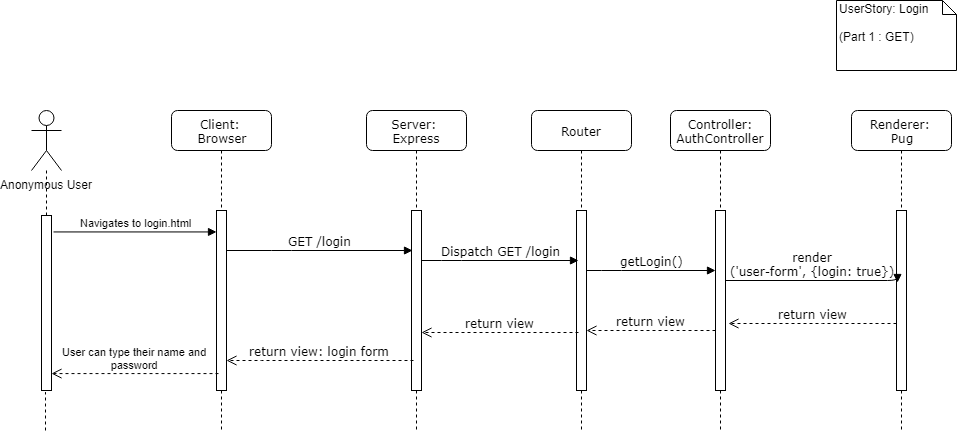 UserStory: Login
(Part 1 : GET)
Client:
Browser
Server:
Express
Router
Controller:
AuthController
Renderer:
Pug
Anonymous User
Navigates to login.html
GET /login
Dispatch GET /login
getLogin()
render
('user-form', {login: true})
return view
return view
return view
return view: login form
User can type their name and
password